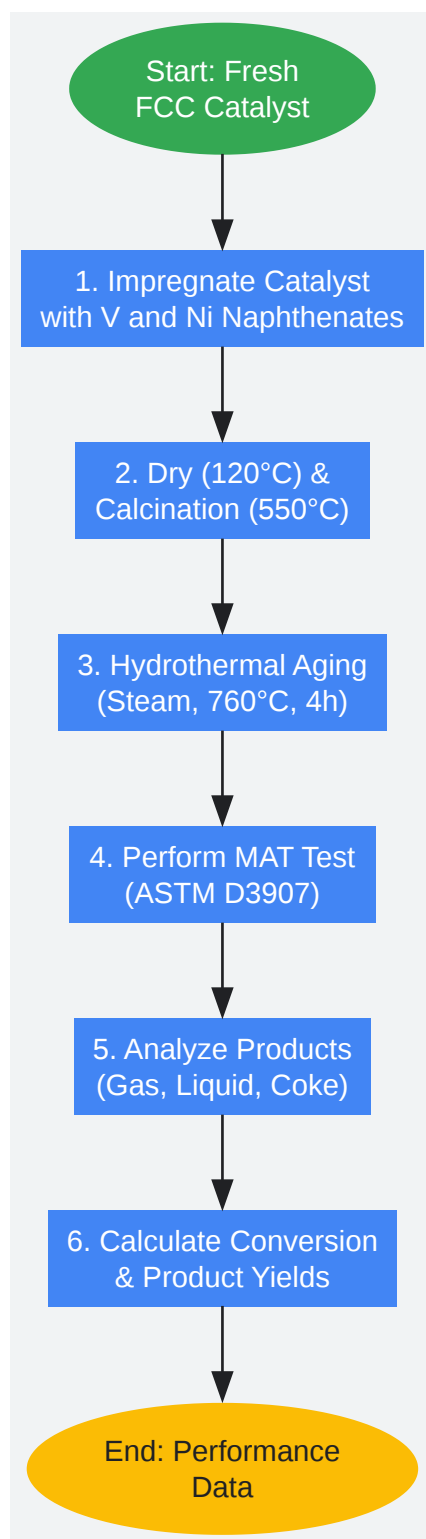 Start: Fresh
FCC Catalyst
1. Impregnate Catalyst
with V and Ni Naphthenates
2. Dry (120°C) &
Calcination (550°C)
3. Hydrothermal Aging
(Steam, 760°C, 4h)
4. Perform MAT Test
(ASTM D3907)
5. Analyze Products
(Gas, Liquid, Coke)
6. Calculate Conversion
& Product Yields
End: Performance
Data